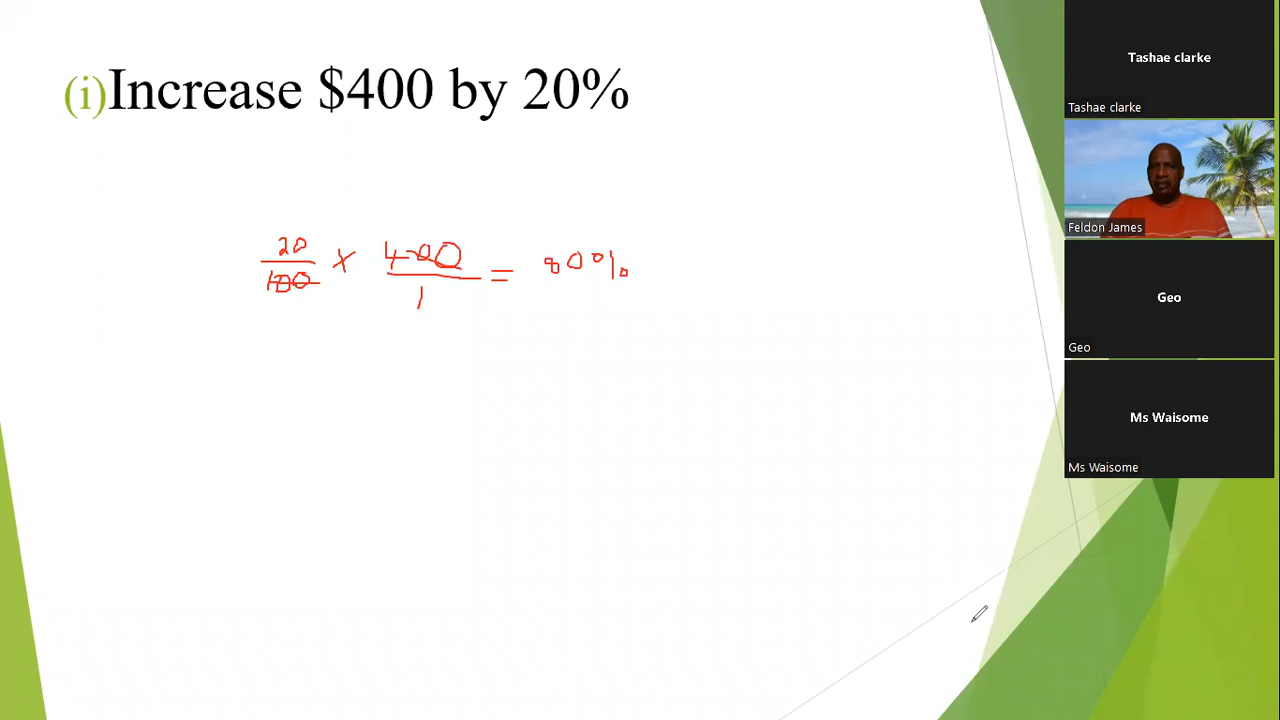 (i)Increase $400 by 20%
20/100 × 400/1 = 80%
Tashae clarke
Tashae clarke
Feldon James
Geo
Geo
Ms Waisome
Ms Waisome